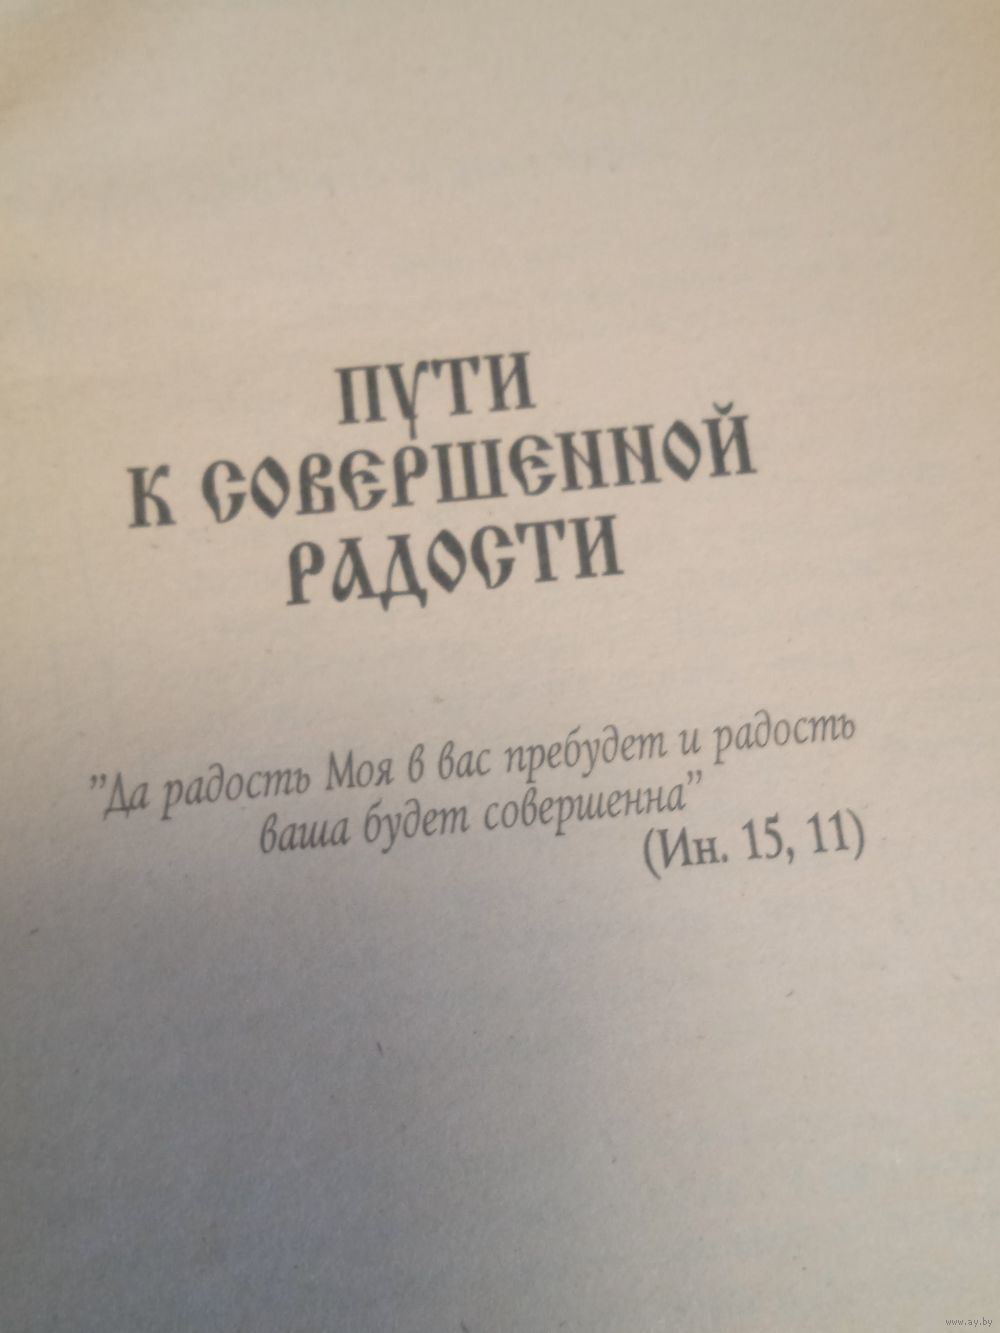 ПУТИ
К СОВЕРШЕННОЙ
РАДОСТИ
"Да радость Моя в вас пребудет и радость
ваша будет совершенна"
(Ин. 15, 11)
www.ay.by